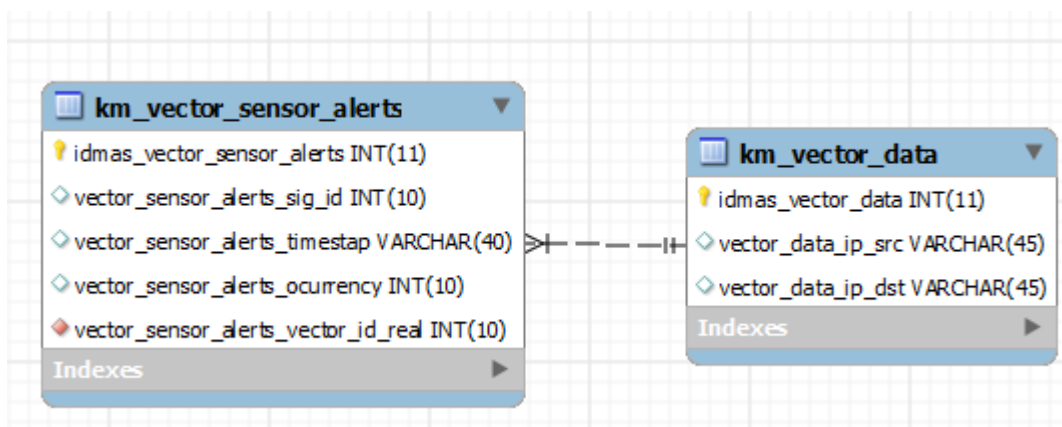 km_vector_sensor_alerts
idmas_vector_sensor_alerts INT(11)
vector_sensor_alerts_sig_id INT(10)
vector_sensor_alerts_timestap VARCHAR(40)
vector_sensor_alerts_ocurrency INT(10)
vector_sensor_alerts_vector_id_real INT(10)
Indexes
km_vector_data
idmas_vector_data INT(11)
vector_data_ip_src VARCHAR(45)
vector_data_ip_dst VARCHAR(45)
Indexes